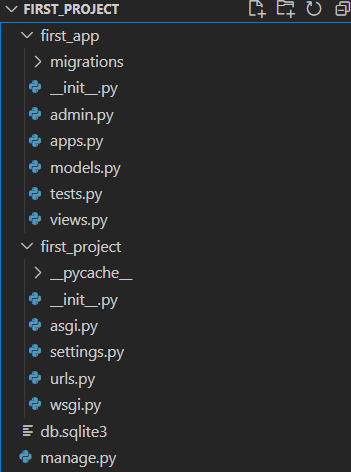 FIRST_PROJECT
first_app
migrations
__init__.py
admin.py
apps.py
models.py
tests.py
views.py
first_project
__pycache__
__init__.py
asgi.py
settings.py
urls.py
wsgi.py
db.sqlite3
manage.py